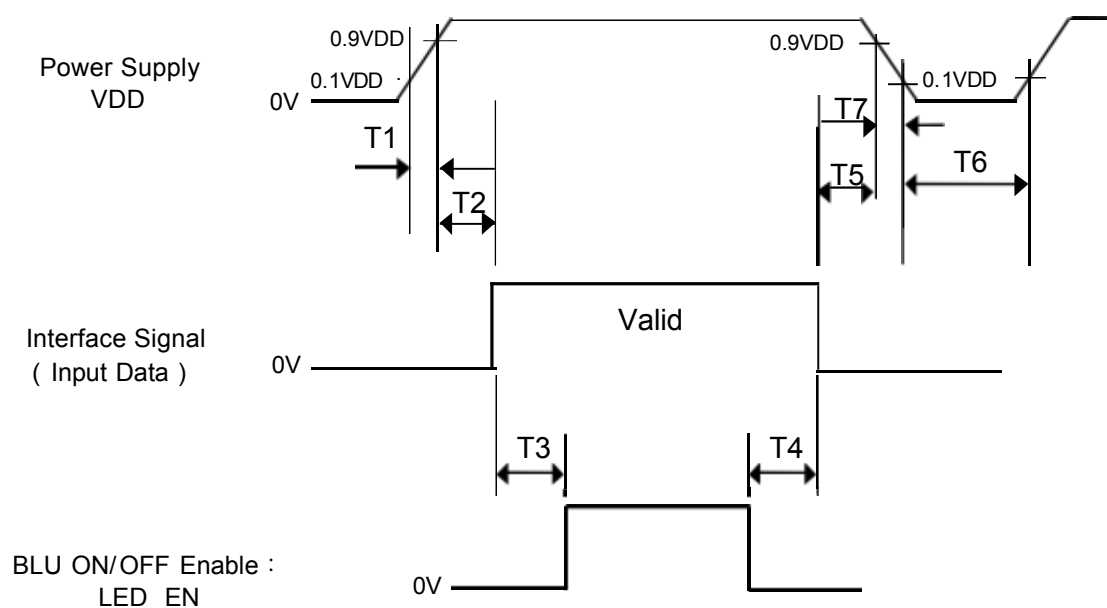 0.9VDD
0.9VDD
Power Supply
VDD
0.1VDD
0.1VDD
0V
T1
T7
T6
T5
T2
Valid
Interface Signal
( Input Data )
0V
T3
T4
BLU ON/OFF Enable :
LED EN
0V